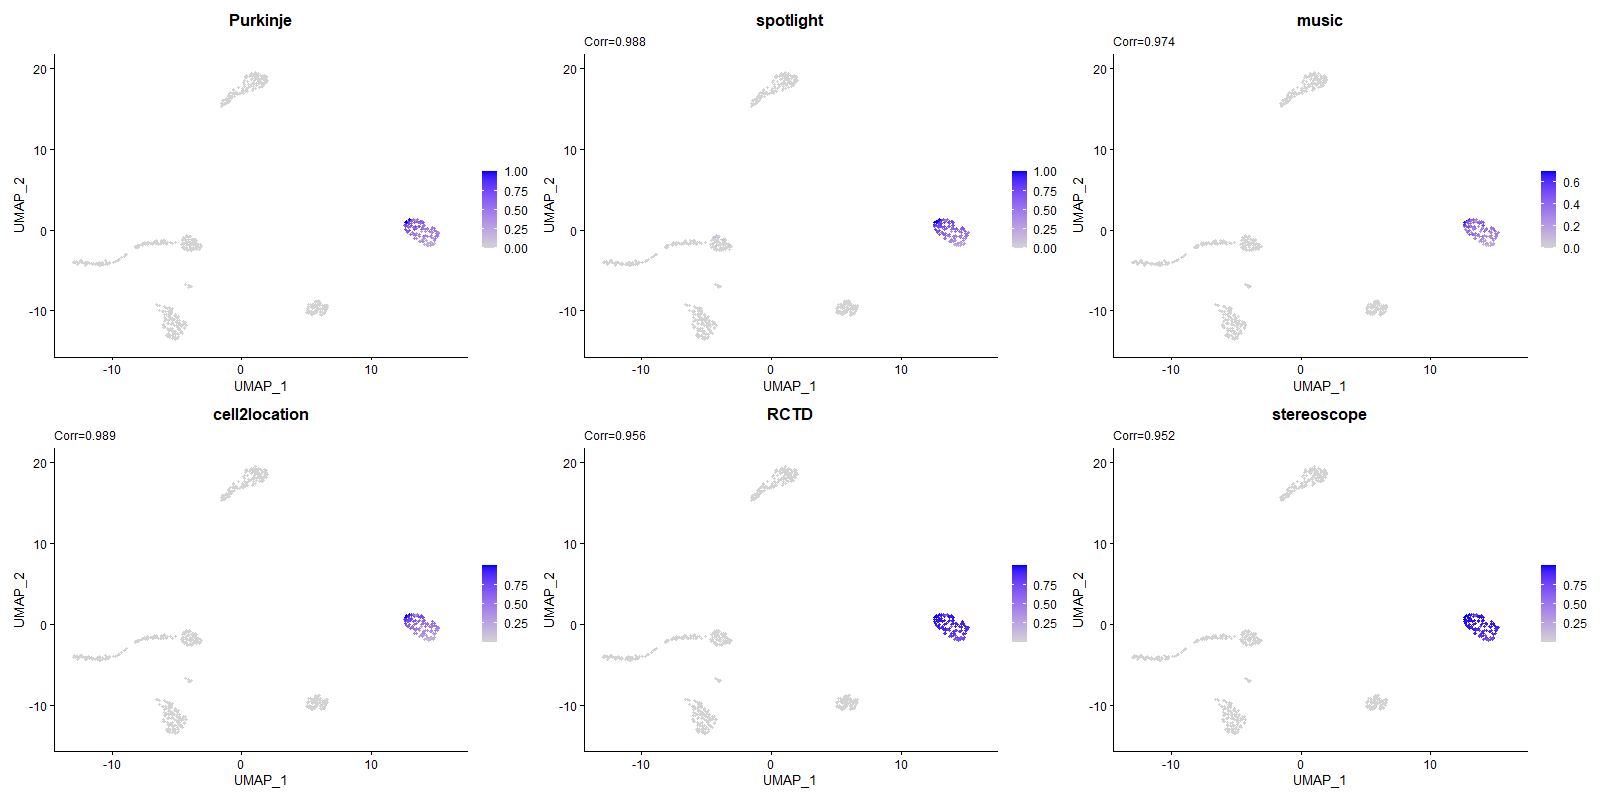 Purkinje
20
10
0
-10
UMAP_2
-10
0
10
UMAP_1
1.00
0.75
0.50
0.25
0.00
spotlight
Corr=0.988
20
10
0
-10
UMAP_2
-10
0
10
UMAP_1
1.00
0.75
0.50
0.25
0.00
music
Corr=0.974
20
10
0
-10
UMAP_2
-10
0
10
UMAP_1
0.6
0.4
0.2
0.0
cell2location
Corr=0.989
20
10
0
-10
UMAP_2
-10
0
10
UMAP_1
0.75
0.50
0.25
RCTD
Corr=0.956
20
10
0
-10
UMAP_2
-10
0
10
UMAP_1
0.75
0.50
0.25
stereoscope
Corr=0.952
20
10
0
-10
UMAP_2
-10
0
10
UMAP_1
0.75
0.50
0.25